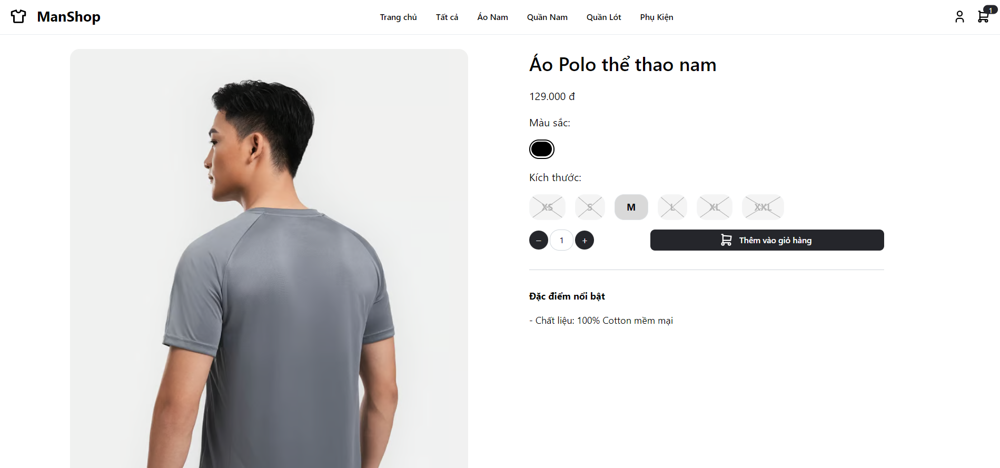 ManShop
Trang chủ Tất cả Áo Nam Quần Nam Quần Lót Phụ Kiện
1
Áo Polo thể thao nam
129.000 đ
Màu sắc:
Kích thước:
XS S M L XL XXL
– 1 + Thêm vào giỏ hàng
Đặc điểm nổi bật
- Chất liệu: 100% Cotton mềm mại